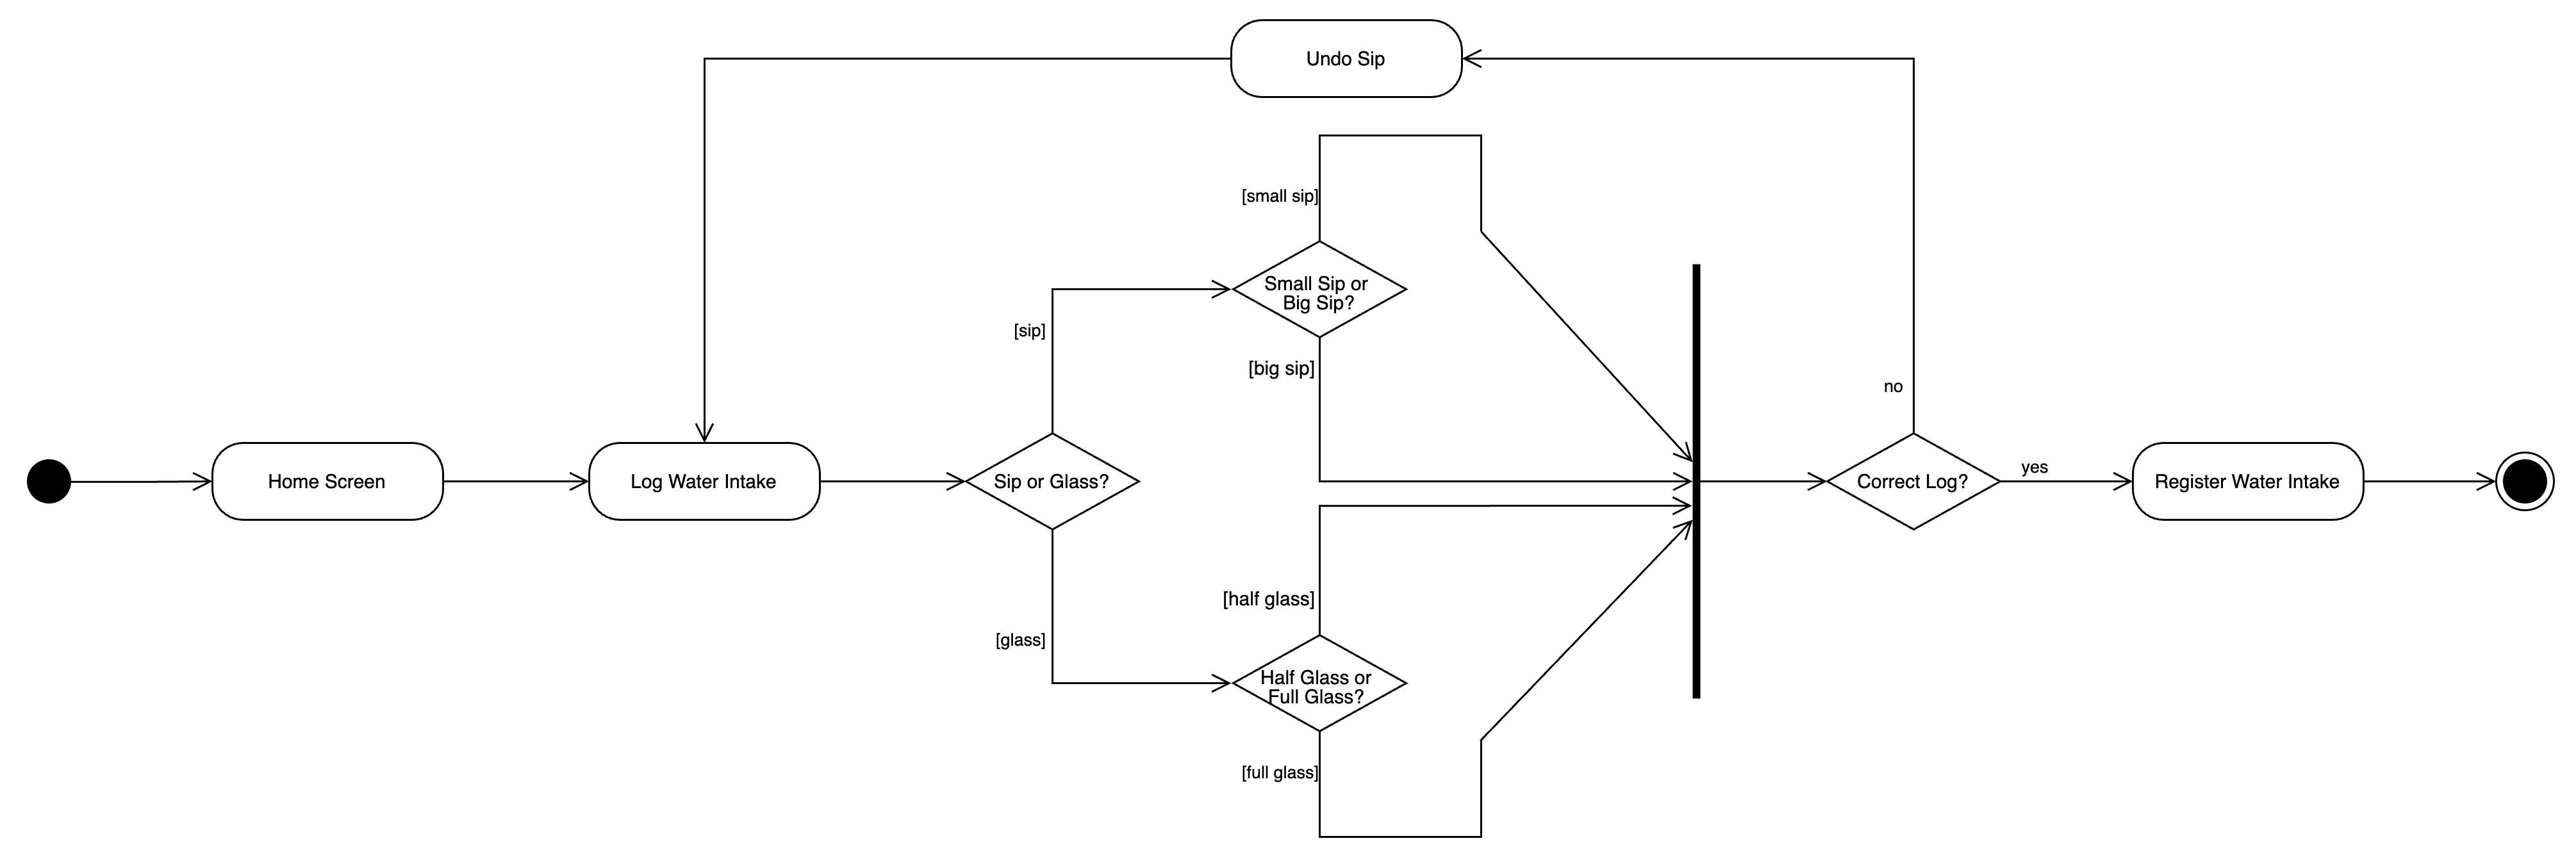 Undo Sip
[small sip]
Small Sip or
Big Sip?
[sip]
[big sip]
no
Home Screen
Log Water Intake
Sip or Glass?
Correct Log?
yes
Register Water Intake
[half glass]
[glass]
Half Glass or
Full Glass?
[full glass]